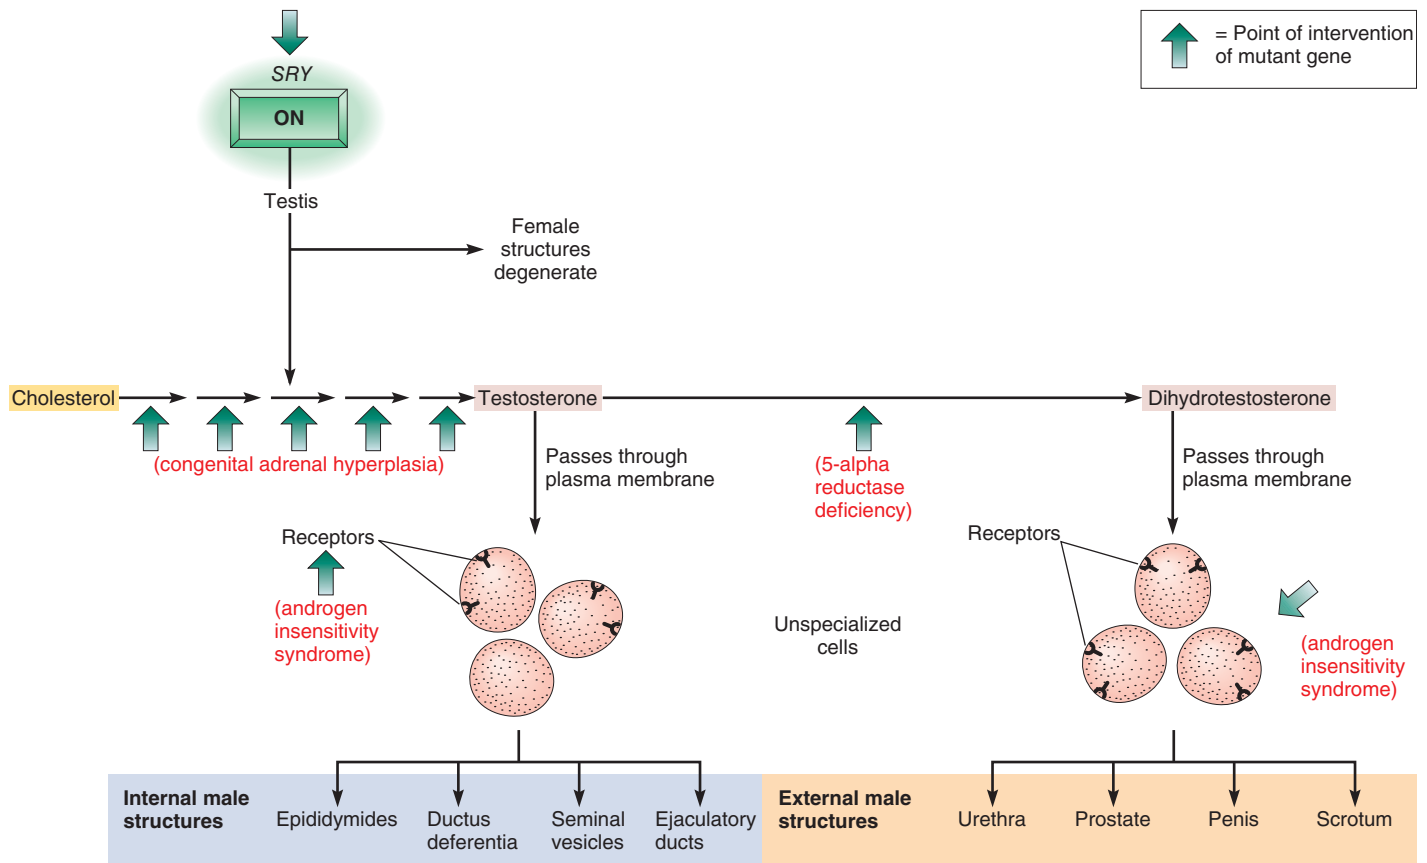 = Point of intervention
of mutant gene
SRY
ON
Testis
Female
structures
degenerate
Cholesterol
Testosterone
Dihydrotestosterone
(congenital adrenal hyperplasia)
Passes through
plasma membrane
(5-alpha
reductase
deficiency)
Passes through
plasma membrane
Receptors
(androgen
insensitivity
syndrome)
Unspecialized
cells
Receptors
(androgen
insensitivity
syndrome)
Internal male
structures
Epididymides
Ductus
deferentia
Seminal
vesicles
Ejaculatory
ducts
External male
structures
Urethra
Prostate
Penis
Scrotum